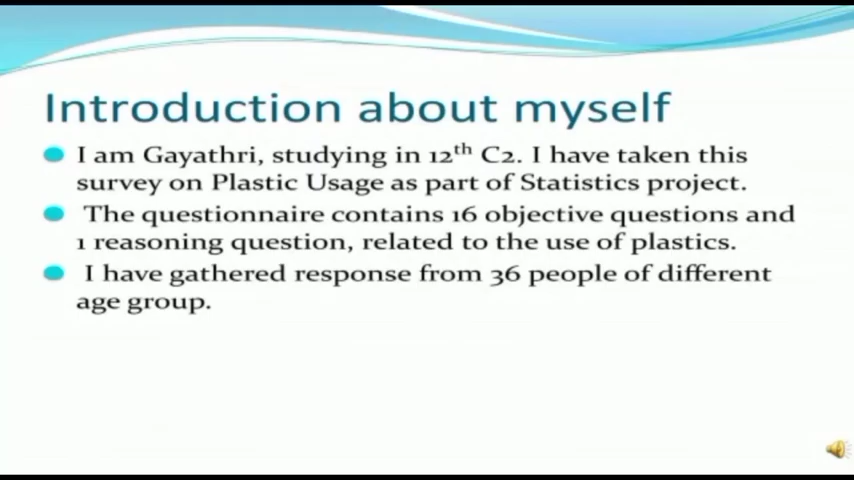 Introduction about myself
I am Gayathri, studying in 12th C2. I have taken this
survey on Plastic Usage as part of Statistics project.
The questionnaire contains 16 objective questions and
1 reasoning question, related to the use of plastics.
I have gathered response from 36 people of different
age group.